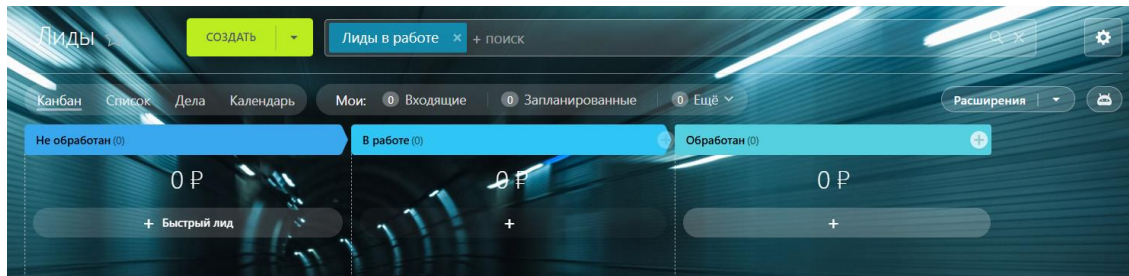 Лиды
СОЗДАТЬ
Лиды в работе × + поиск
Канбан Список Дела Календарь Мои: 0 Входящие 0 Запланированные 0 Ещё
Расширения
Не обработан (0) В работе (0) Обработан (0)
0 ₽ 0 ₽ 0 ₽
+ Быстрый лид + +